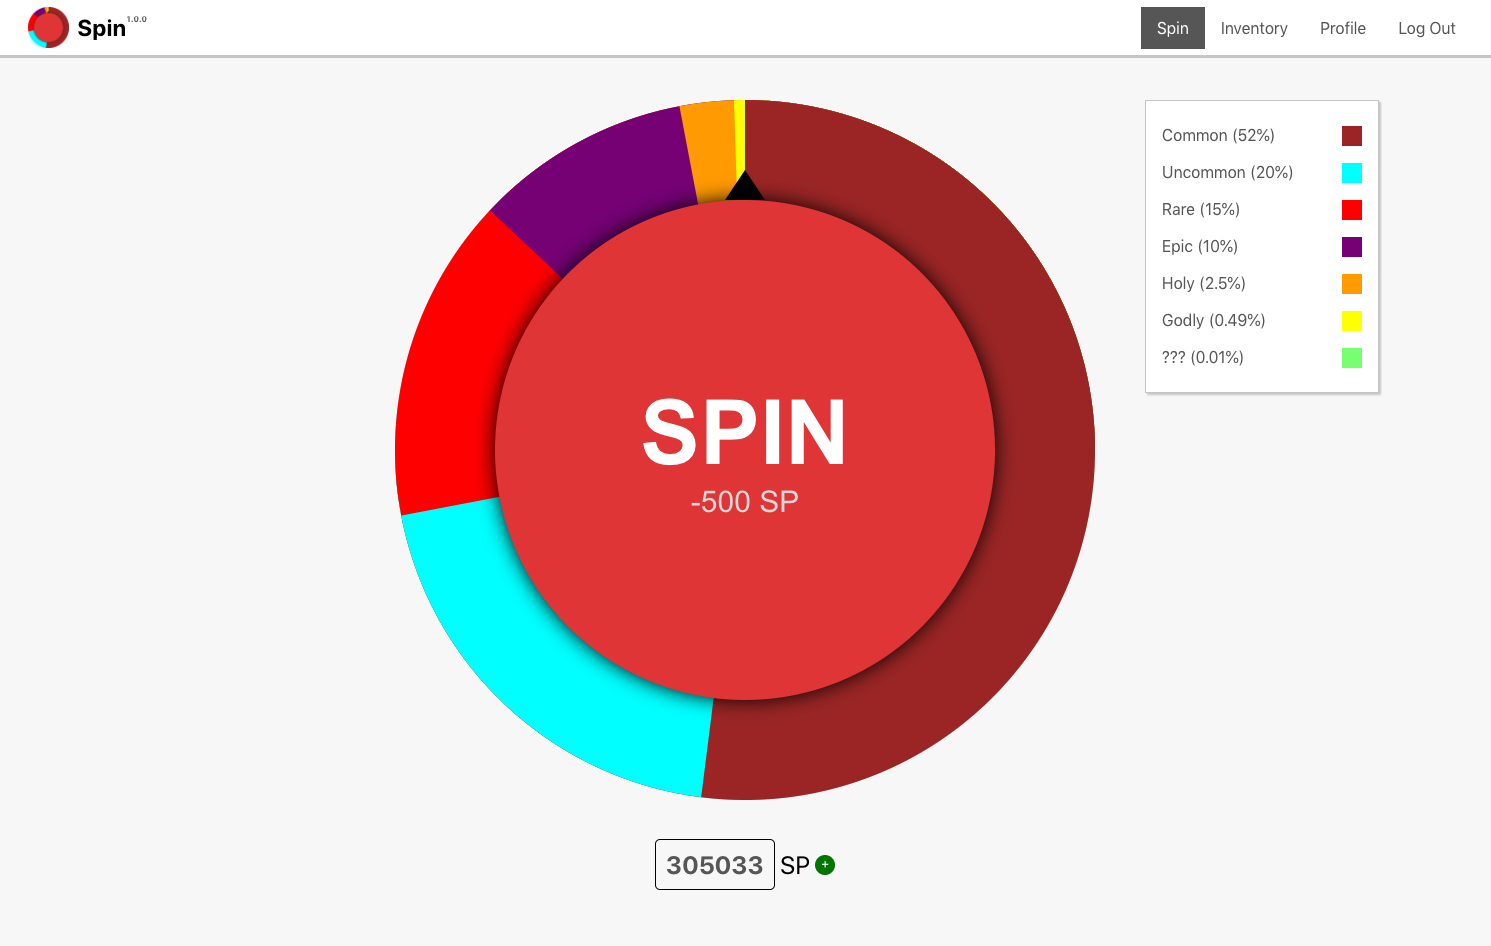 Spin 1.0.0
Spin Inventory Profile Log Out
Common (52%)
Uncommon (20%)
Rare (15%)
Epic (10%)
Holy (2.5%)
Godly (0.49%)
??? (0.01%)
SPIN
-500 SP
305033 SP +